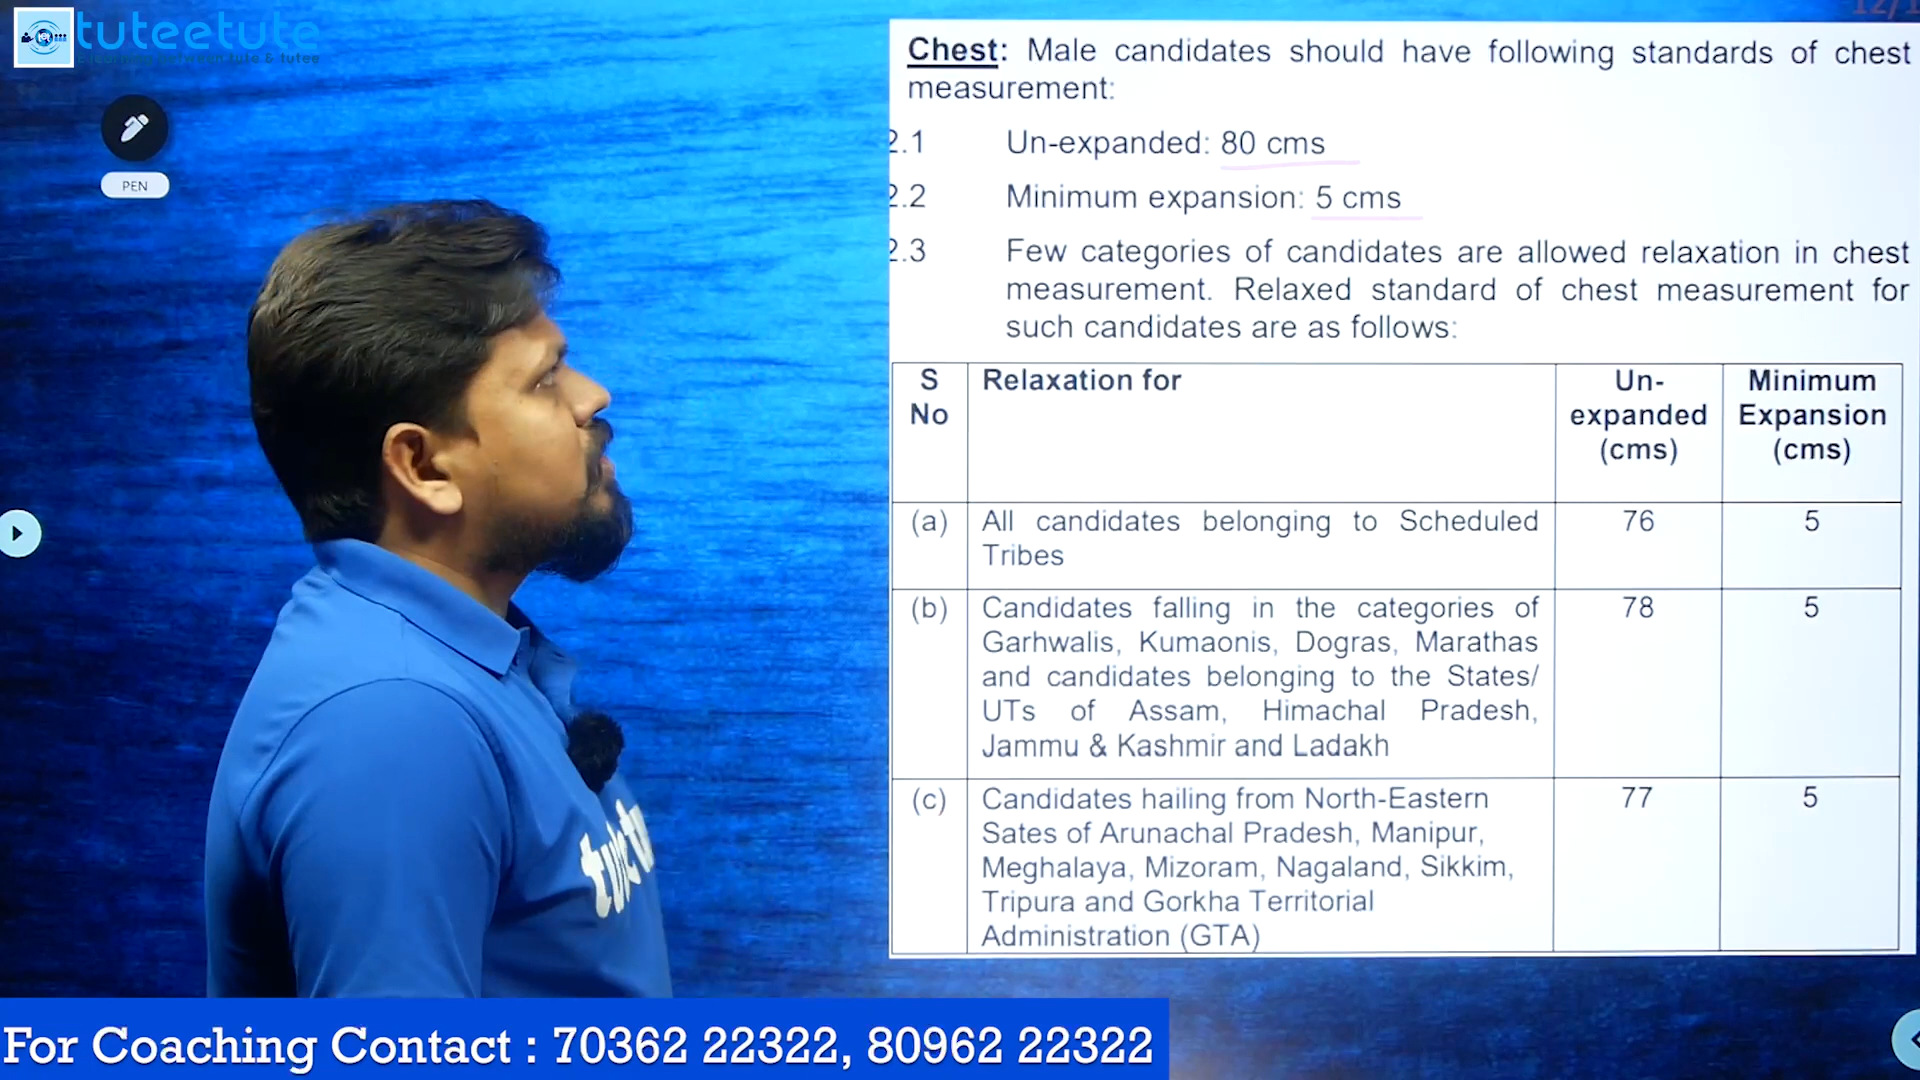 tuteetute
12/1
Chest: Male candidates should have following standards of chest
measurement:
2.1 Un-expanded: 80 cms
2.2 Minimum expansion: 5 cms
2.3 Few categories of candidates are allowed relaxation in chest
measurement. Relaxed standard of chest measurement for
such candidates are as follows:
PEN
S No Relaxation for Un-expanded (cms) Minimum Expansion (cms)
(a) All candidates belonging to Scheduled 76 5
Tribes
(b) Candidates falling in the categories of 78 5
Garhwalis, Kumaonis, Dogras, Marathas
and candidates belonging to the States/
UTs of Assam, Himachal Pradesh,
Jammu & Kashmir and Ladakh
(c) Candidates hailing from North-Eastern 77 5
Sates of Arunachal Pradesh, Manipur,
Meghalaya, Mizoram, Nagaland, Sikkim,
Tripura and Gorkha Territorial
Administration (GTA)
For Coaching Contact : 70362 22322, 80962 22322